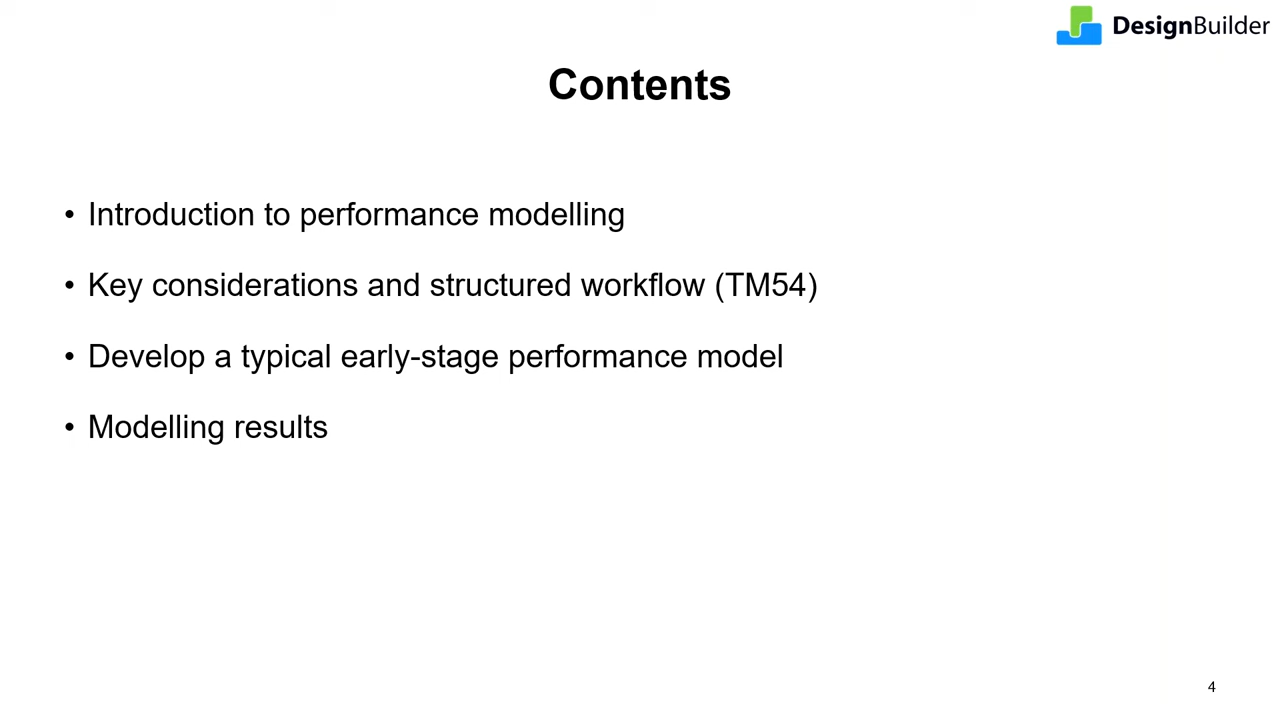 DesignBuilder
Contents
• Introduction to performance modelling
• Key considerations and structured workflow (TM54)
• Develop a typical early-stage performance model
• Modelling results
4